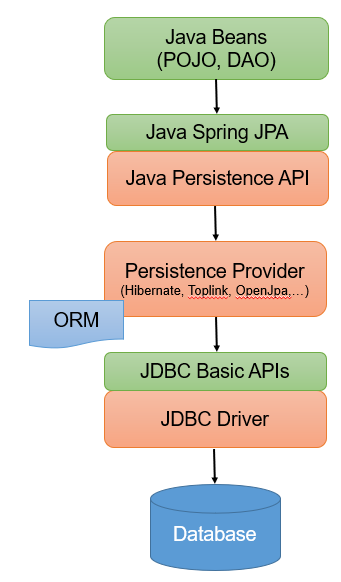 Java Beans
(POJO, DAO)
Java Spring JPA
Java Persistence API
Persistence Provider
(Hibernate, Toplink, OpenJpa,...)
ORM
JDBC Basic APIs
JDBC Driver
Database